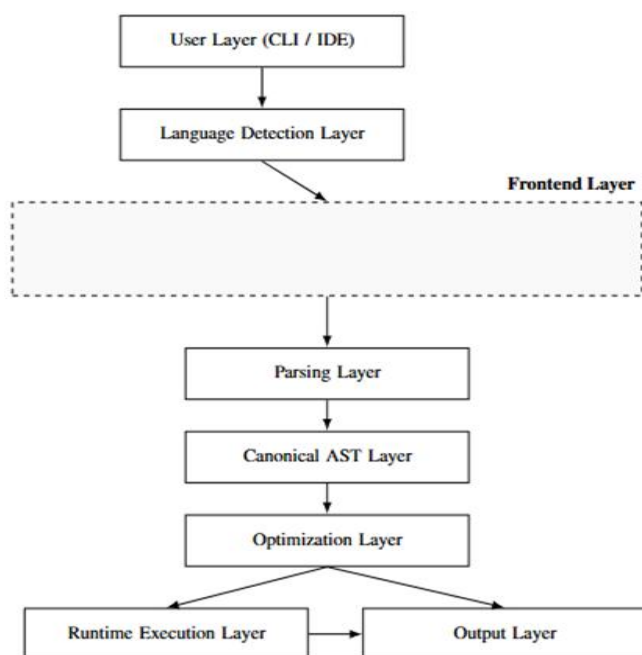 User Layer (CLI / IDE)
Language Detection Layer
Frontend Layer
Parsing Layer
Canonical AST Layer
Optimization Layer
Runtime Execution Layer
Output Layer